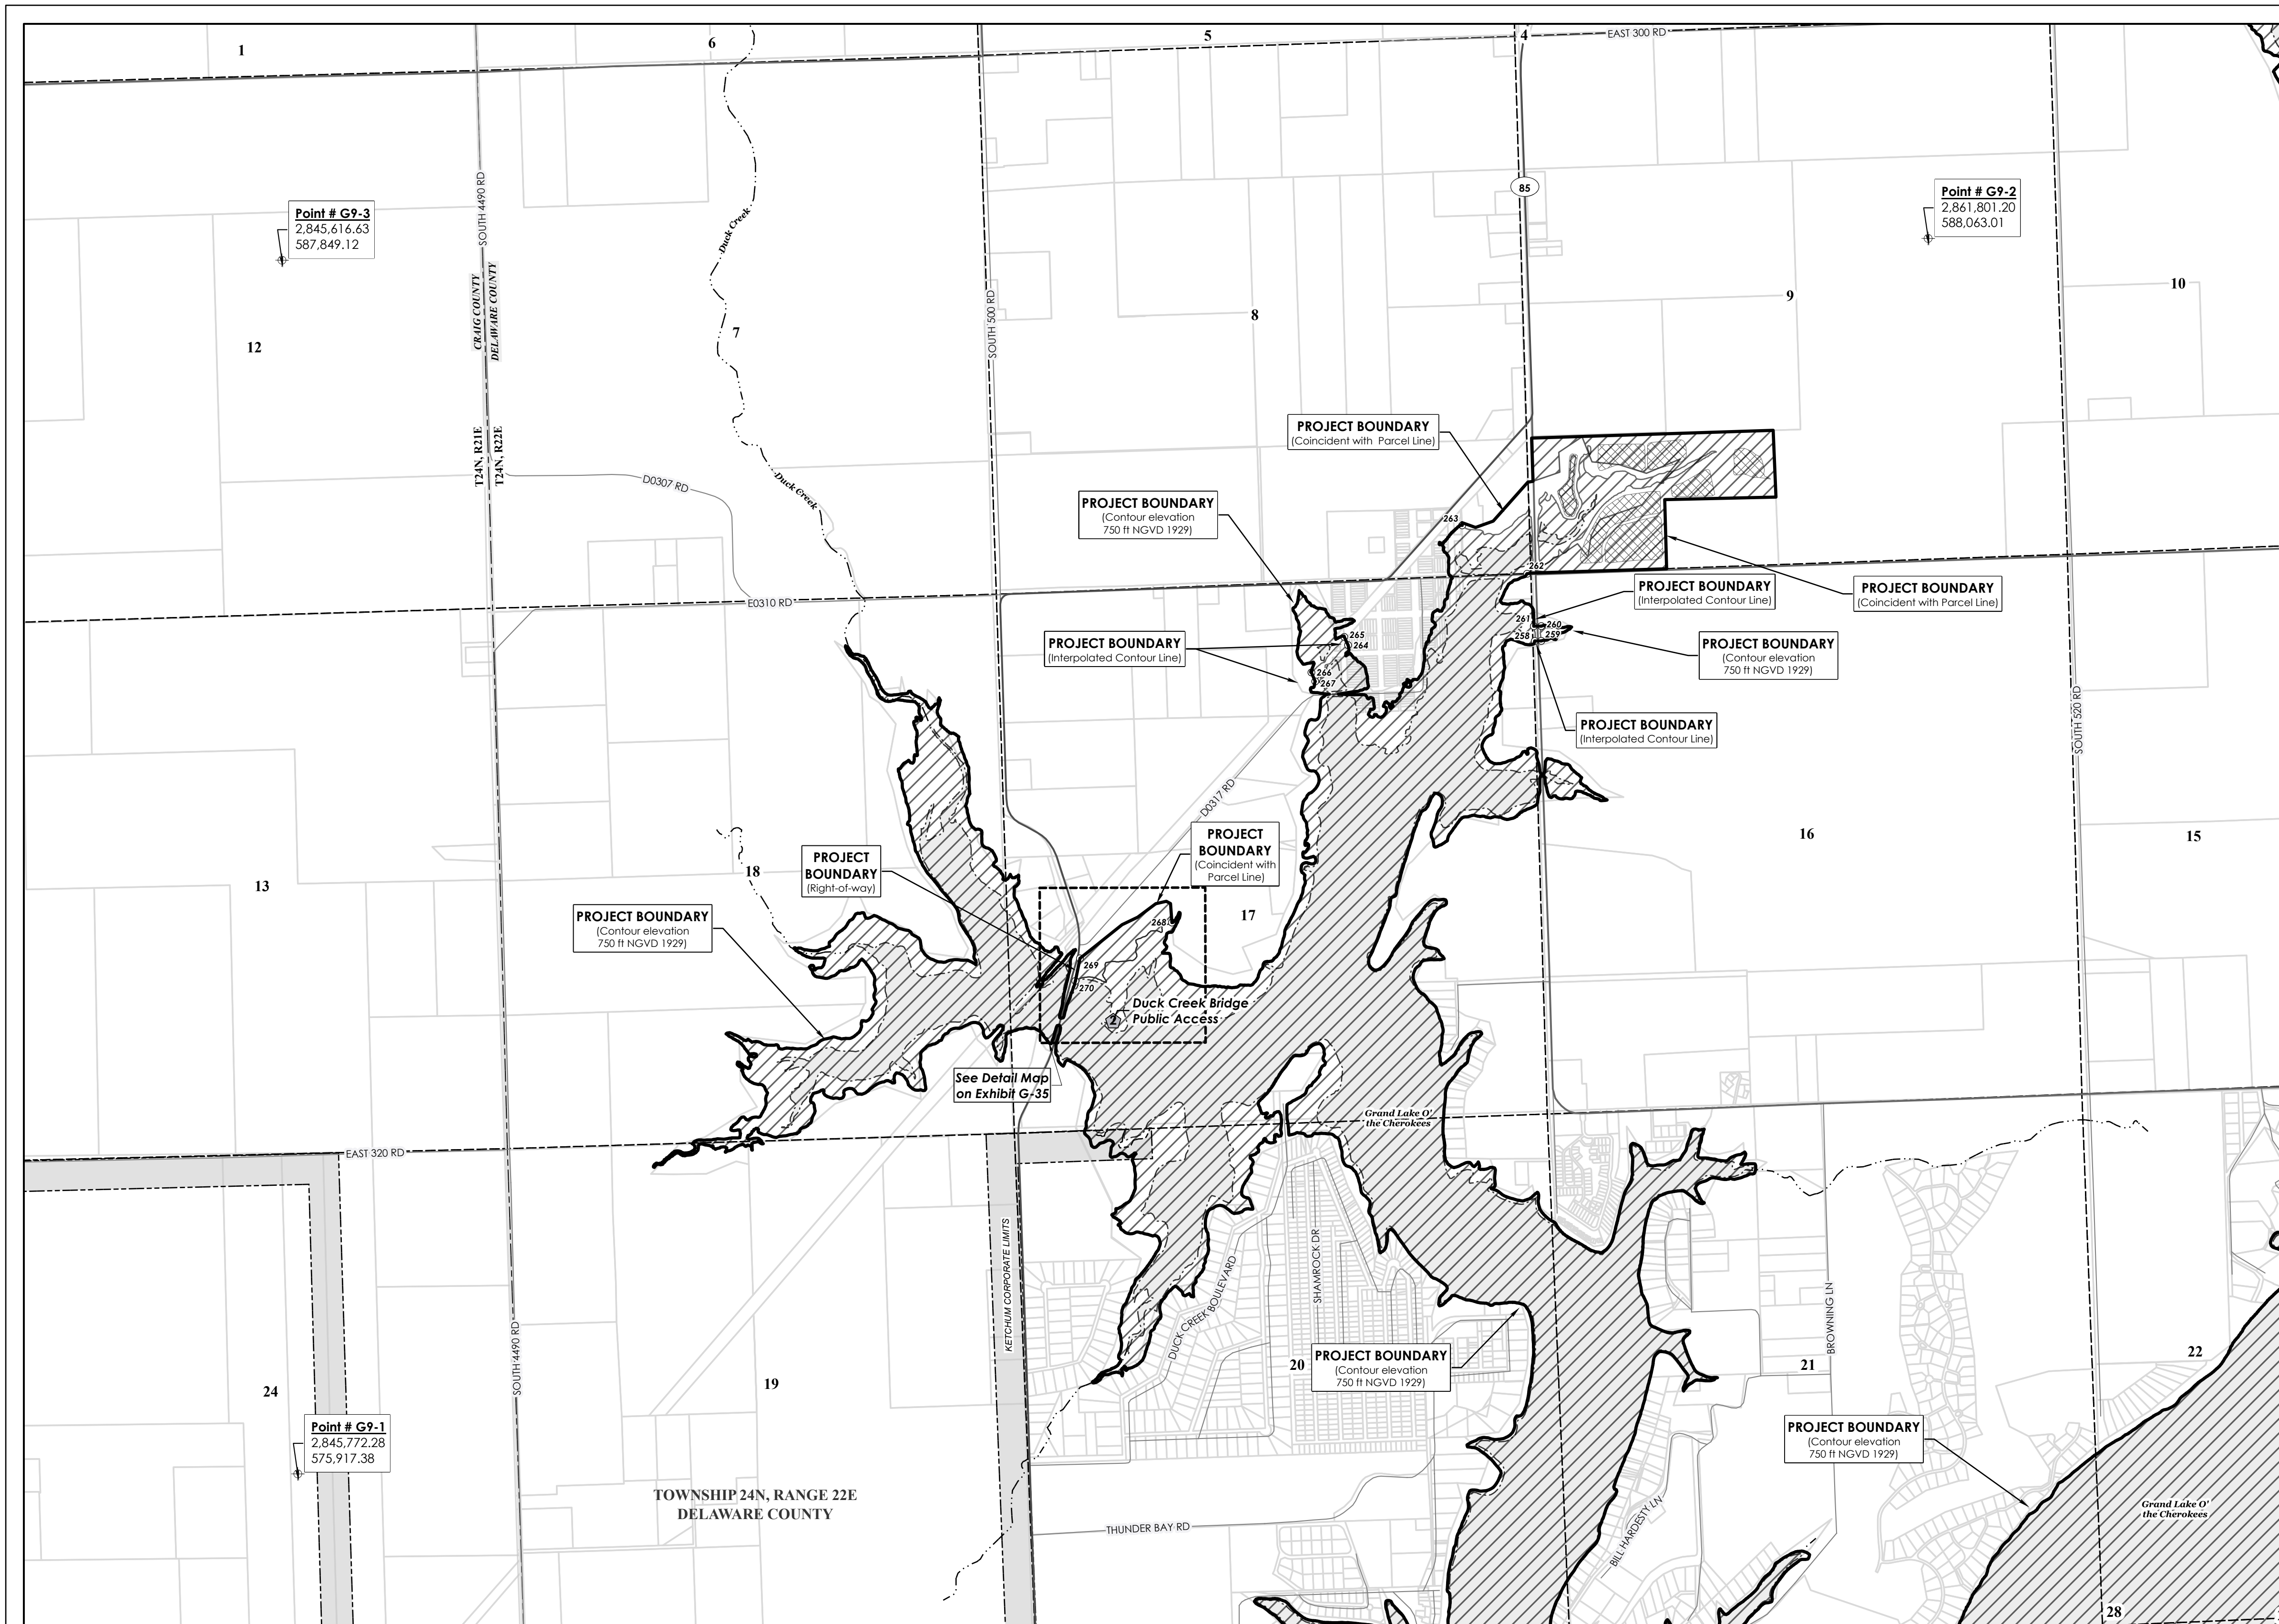 1
6
5
4
EAST 300 RD
SOUTH 4490 RD
Duck Creek
85
Point # G9-3
2,845,616.63
587,849.12
Point # G9-2
2,861,801.20
588,063.01
CRAIG COUNTY
DELAWARE COUNTY
SOUTH 500 RD
12
7
8
9
10
PROJECT BOUNDARY
(Coincident with Parcel Line)
T24N, R21E
T24N, R22E
D0307 RD
Duck Creek
PROJECT BOUNDARY
(Contour elevation
750 ft NGVD 1929)
263
262
E0310 RD
PROJECT BOUNDARY
(Interpolated Contour Line)
PROJECT BOUNDARY
(Coincident with Parcel Line)
261
260
258
259
265
264
266
267
PROJECT BOUNDARY
(Interpolated Contour Line)
PROJECT BOUNDARY
(Contour elevation
750 ft NGVD 1929)
PROJECT BOUNDARY
(Interpolated Contour Line)
SOUTH 520 RD
D0317 RD
13
18
PROJECT
BOUNDARY
(Right-of-way)
PROJECT
BOUNDARY
(Coincident with
Parcel Line)
16
15
17
PROJECT BOUNDARY
(Contour elevation
750 ft NGVD 1929)
268
269
270
2
Duck Creek Bridge
Public Access
See Detail Map
on Exhibit G-35
Grand Lake O'
the Cherokees
EAST 320 RD
KETCHUM CORPORATE LIMITS
DUCK CREEK BOULEVARD
SHAMROCK DR
SOUTH 4490 RD
BROWNING LN
24
19
20
PROJECT BOUNDARY
(Contour elevation
750 ft NGVD 1929)
21
22
Point # G9-1
2,845,772.28
575,917.38
PROJECT BOUNDARY
(Contour elevation
750 ft NGVD 1929)
TOWNSHIP 24N, RANGE 22E
DELAWARE COUNTY
THUNDER BAY RD
BILL HARDESTY LN
Grand Lake O'
the Cherokees
28